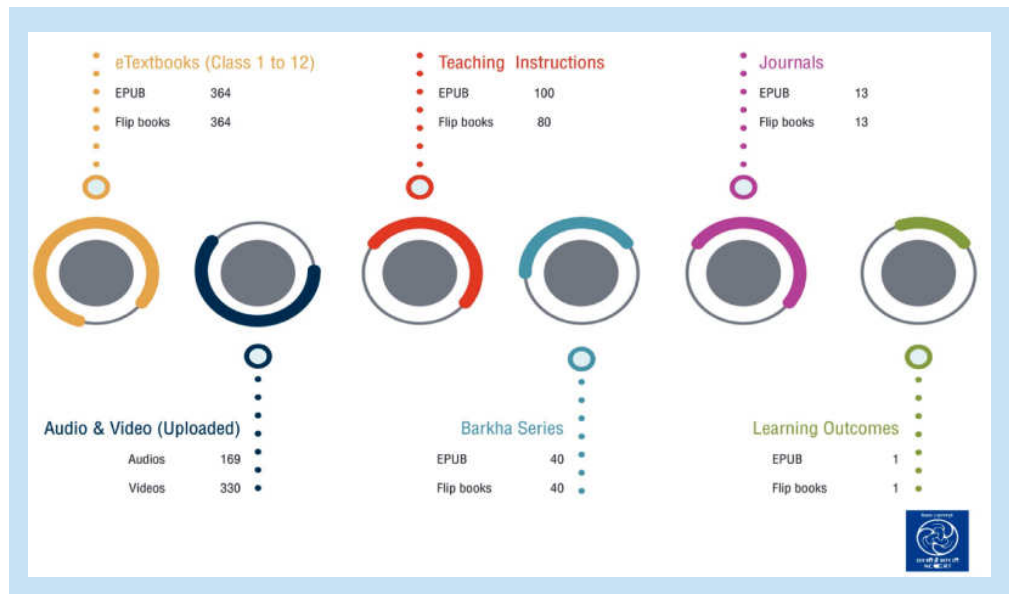 eTextbooks (Class 1 to 12)
EPUB 364
Flip books 364
Teaching Instructions
EPUB 100
Flip books 80
Journals
EPUB 13
Flip books 13
Audio & Video (Uploaded)
Audios 169
Videos 330
Barkha Series
EPUB 40
Flip books 40
Learning Outcomes
EPUB 1
Flip books 1